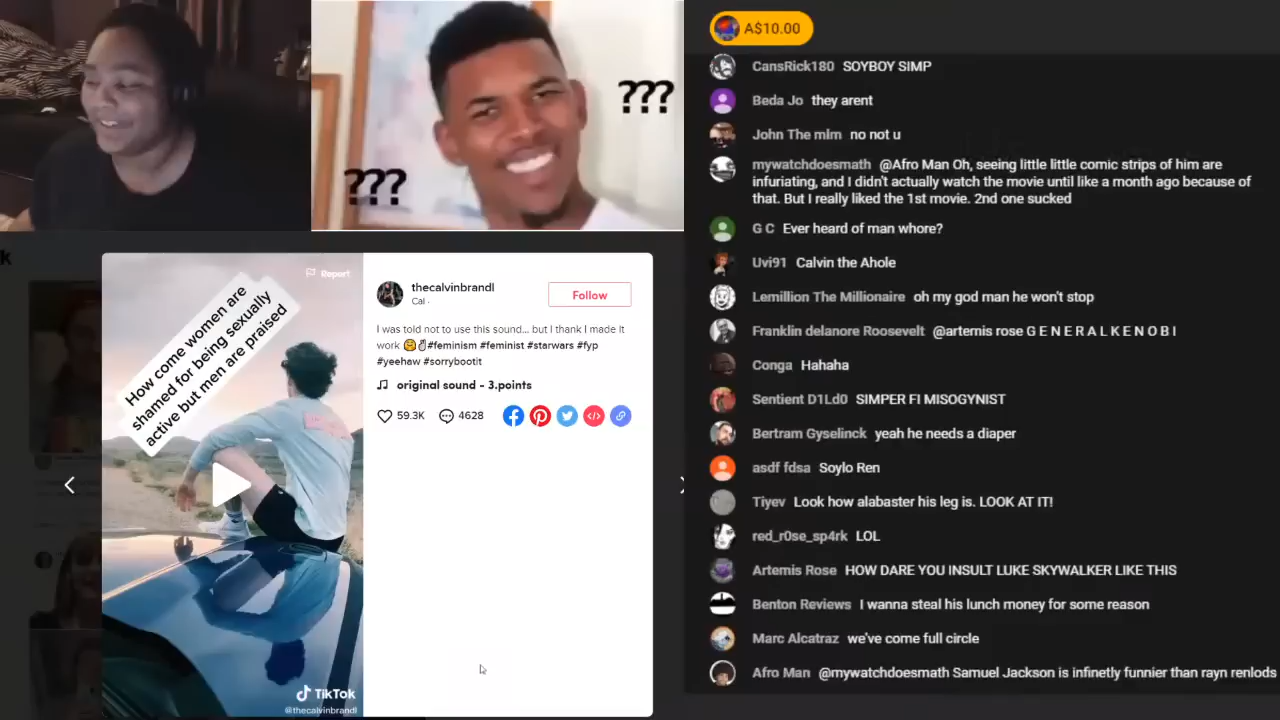 A$10.00
CansRick180 SOYBOY SIMP
Beda Jo they arent
John The mlm no not u
mywatchdoesmath @Afro Man Oh, seeing little little comic strips of him are
infuriating, and I didn't actually watch the movie until like a month ago because of
that. But I really liked the 1st movie. 2nd one sucked
G C Ever heard of man whore?
Uvi91 Calvin the Ahole
Lemillion The Millionaire oh my god man he won't stop
Franklin delanore Roosevelt @artemis rose G E N E R A L K E N O B I
Conga Hahaha
Sentient D1Ld0 SIMPER FI MISOGYNIST
Bertram Gyselinck yeah he needs a diaper
asdf fdsa Soylo Ren
Tiyev Look how alabaster his leg is. LOOK AT IT!
red_r0se_sp4rk LOL
Artemis Rose HOW DARE YOU INSULT LUKE SKYWALKER LIKE THIS
Benton Reviews I wanna steal his lunch money for some reason
Marc Alcatraz we've come full circle
Afro Man @mywatchdoesmath Samuel Jackson is infinetly funnier than rayn renlods
???
???
k
Report
How come women are
shamed for being sexually
active but men are praised
TikTok
@thecalvinbrandl
thecalvinbrandl
Cal ·
Follow
I was told not to use this sound... but I thank I made it
work 🤗✌#feminism #feminist #starwars #fyp
#yeehaw #sorrybootit
original sound - 3.points
59.3K
4628